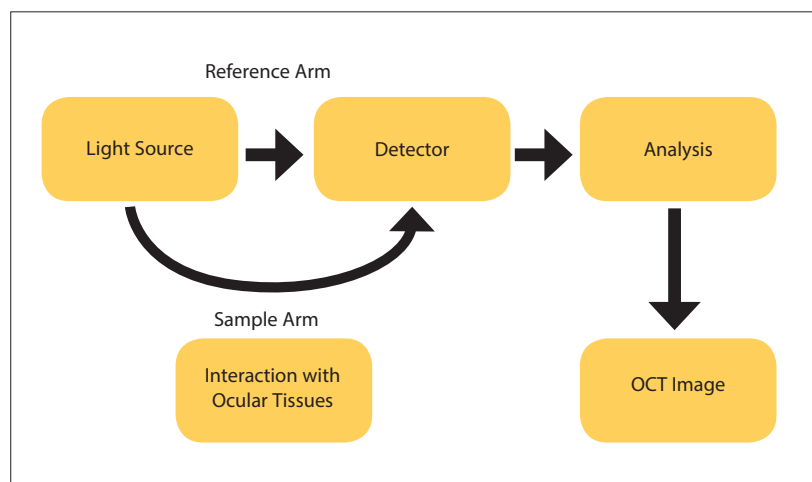 Reference Arm
Light Source
Detector
Analysis
Sample Arm
Interaction with
Ocular Tissues
OCT Image